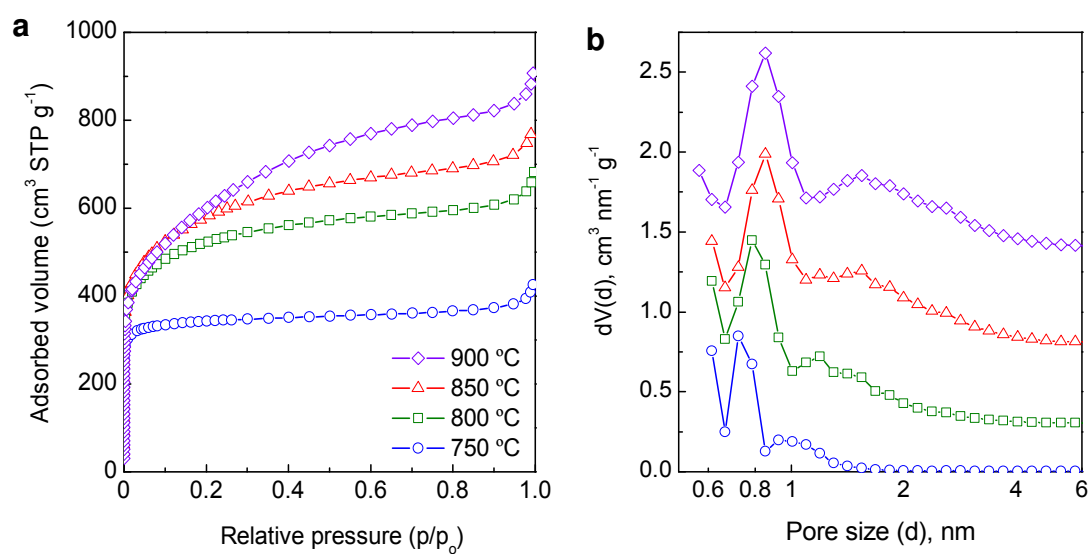 a
Adsorbed volume (cm³ STP g⁻¹)
1000
800
600
400
200
0
0
0.2
0.4
0.6
0.8
1.0
Relative pressure (p/pₒ)
900 ºC
850 ºC
800 ºC
750 ºC
b
dV(d), cm³ nm⁻¹ g⁻¹
2.5
2.0
1.5
1.0
0.5
0.0
0.6
0.8
1
2
4
6
Pore size (d), nm